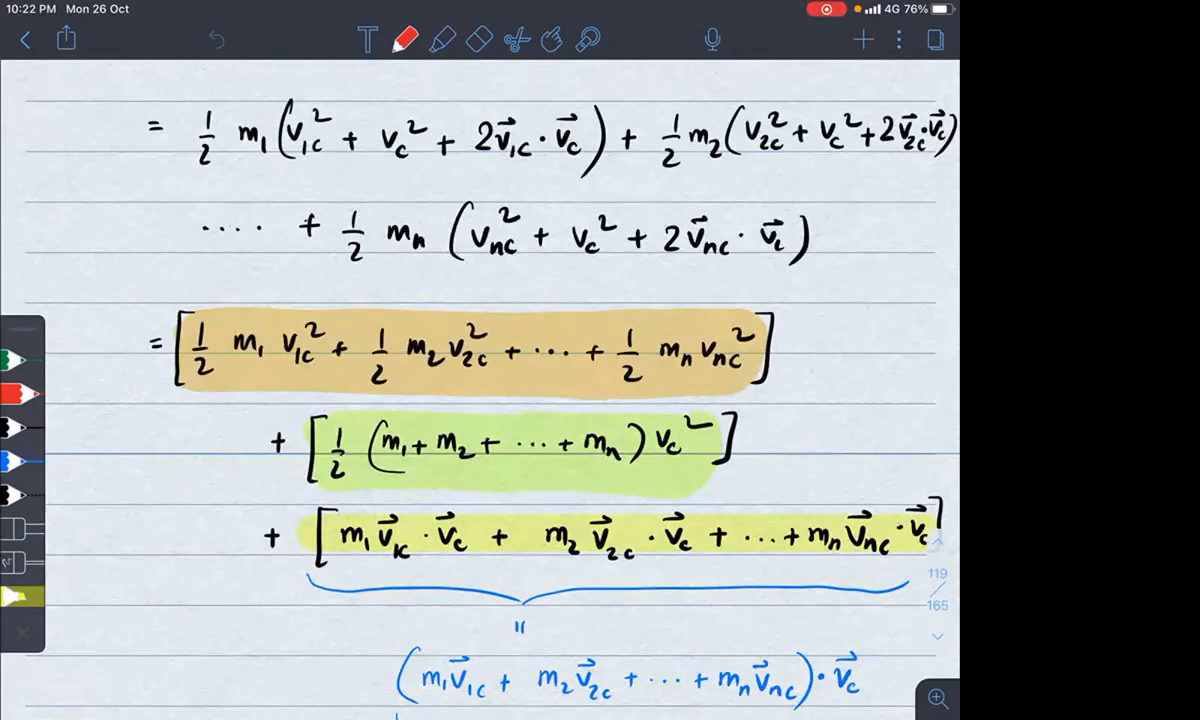 10:22 PM Mon 26 Oct 4G 76%
T
= 1/2 m₁ (v₁c² + vc² + 2v⃗₁c · v⃗c) + 1/2 m₂ (v₂c² + vc² + 2v⃗₂c · v⃗c)
.... + 1/2 mn (vnc² + vc² + 2v⃗nc · v⃗c)
= [1/2 m₁ v₁c² + 1/2 m₂ v₂c² + ... + 1/2 mn vnc²]
+ [1/2 (m₁ + m₂ + ... + mn) vc²]
+ [m₁ v⃗₁c · v⃗c + m₂ v⃗₂c · v⃗c + ... + mn v⃗nc · v⃗c]
119
/
165
=
(m₁ v⃗₁c + m₂ v⃗₂c + ... + mn v⃗nc) · v⃗c